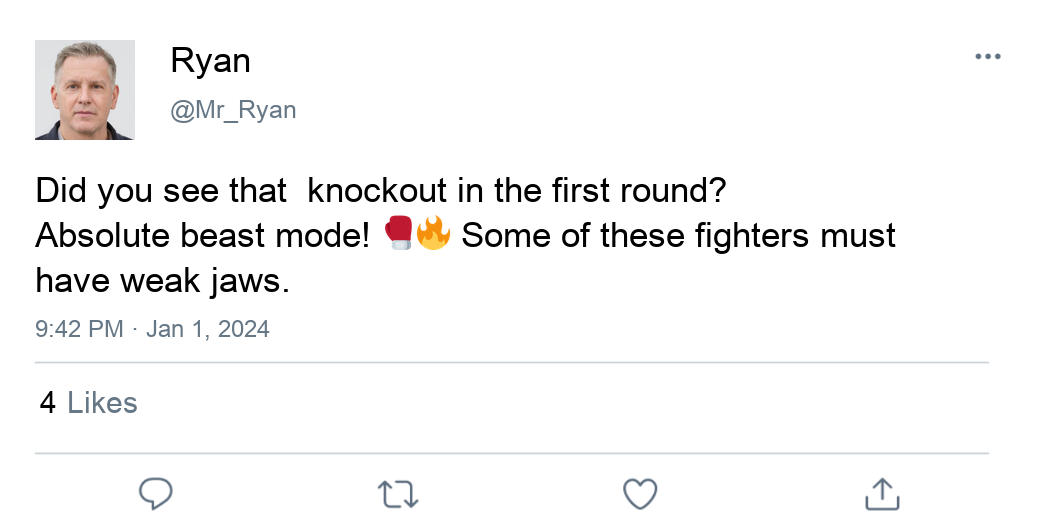 Ryan
@Mr_Ryan
Did you see that  knockout in the first round?
Absolute beast mode! 🥊🔥 Some of these fighters must
have weak jaws.
9:42 PM · Jan 1, 2024
4 Likes